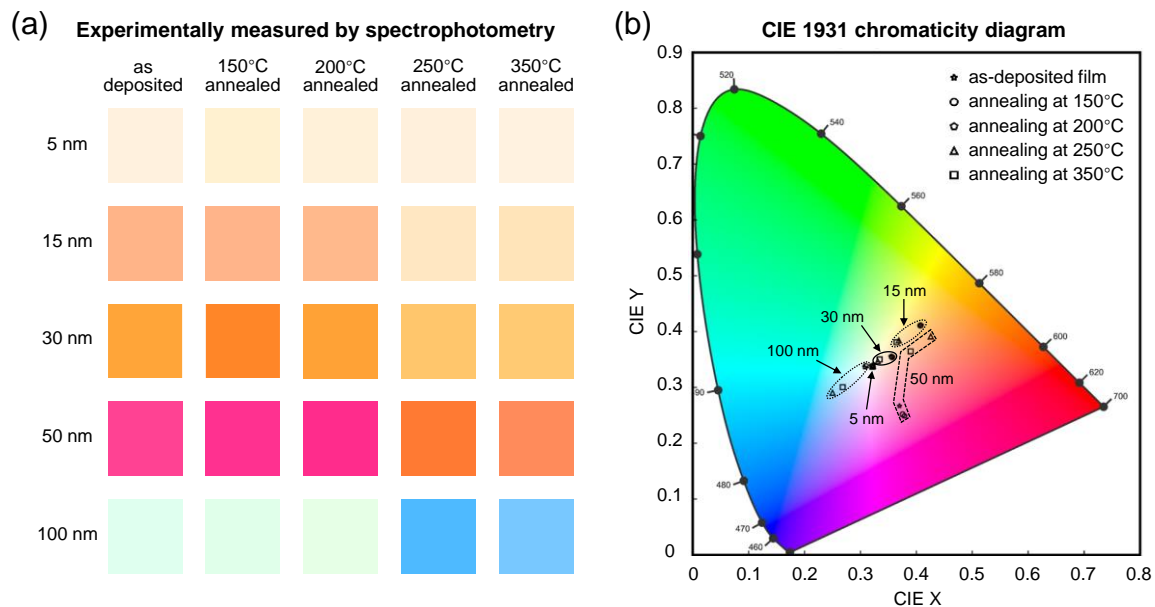 (a) Experimentally measured by spectrophotometry
as deposited
150°C annealed
200°C annealed
250°C annealed
350°C annealed
5 nm
15 nm
30 nm
50 nm
100 nm
(b) CIE 1931 chromaticity diagram
as-deposited film
annealing at 150°C
annealing at 200°C
annealing at 250°C
annealing at 350°C
CIE Y
0.9
0.8
0.7
0.6
0.5
0.4
0.3
0.2
0.1
0
520
540
560
580
600
620
700
90
480
470
460
15 nm
30 nm
100 nm
50 nm
5 nm
0 0.1 0.2 0.3 0.4 0.5 0.6 0.7 0.8
CIE X